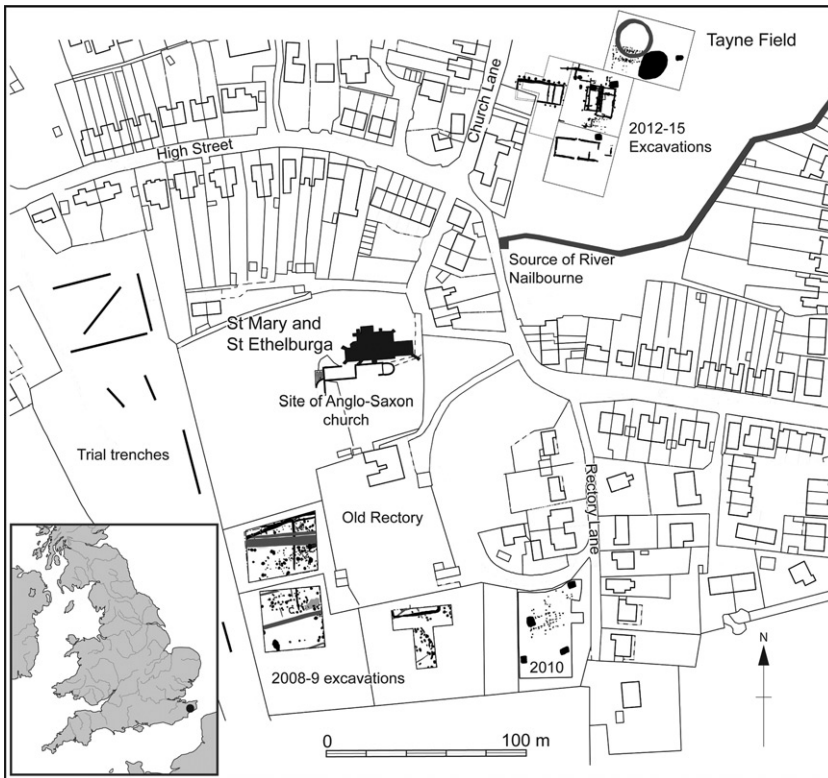 Tayne Field
Church Lane
2012-15
Excavations
High Street
Source of River
Nailbourne
St Mary and
St Ethelburga
Site of Anglo-Saxon
church
Trial trenches
Old Rectory
Rectory Lane
2008-9 excavations
2010
N
0 100 m